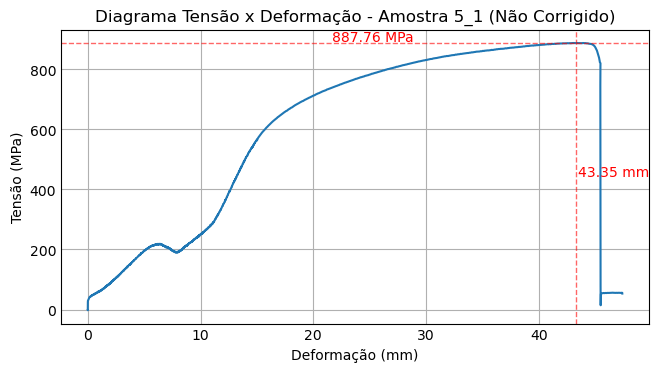 Diagrama Tensão x Deformação - Amostra 5_1 (Não Corrigido)
887.76 MPa
800
600
43.35 mm
400
200
0
0 10 20 30 40
Tensão (MPa)
Deformação (mm)